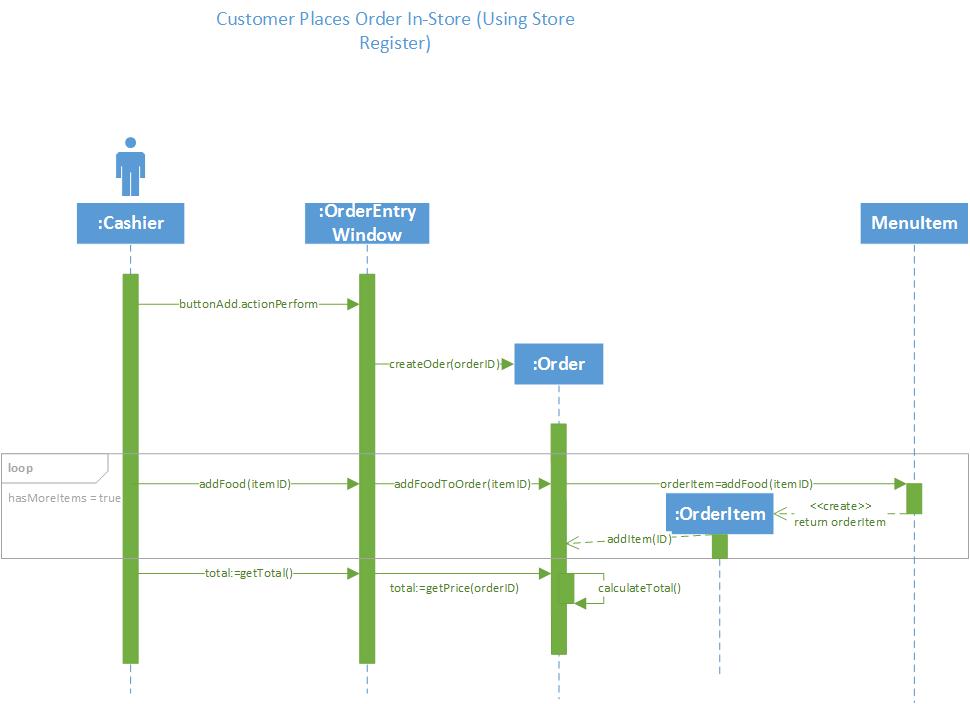 Customer Places Order In-Store (Using Store
Register)
:Cashier
:OrderEntry
Window
MenuItem
buttonAdd.actionPerform
createOder(orderID)
:Order
loop
hasMoreItems = true
addFood(itemID)
addFoodToOrder(itemID)
orderItem=addFood(itemID)
:OrderItem
<<create>>
return orderItem
addItem(ID)
total:=getTotal()
total:=getPrice(orderID)
calculateTotal()